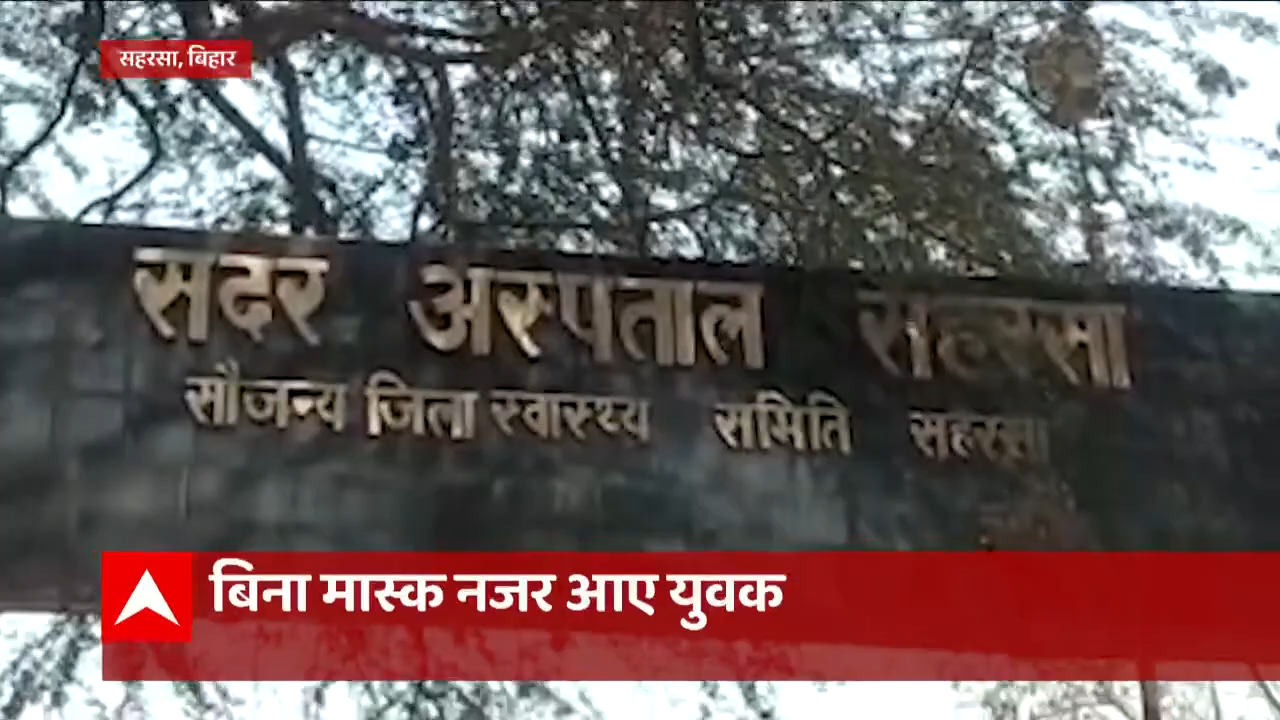 सहरसा, बिहार
सदर अस्पताल सहरसा
सौजन्य जिला स्वास्थ्य समिति सहरसा
बिना मास्क नजर आए युवक